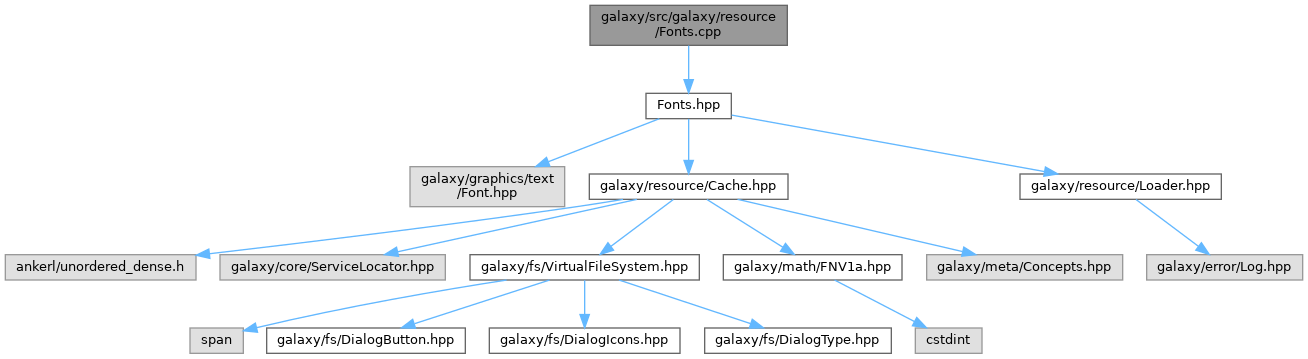 galaxy/src/galaxy/resource
/Fonts.cpp
Fonts.hpp
galaxy/graphics/text
/Font.hpp
galaxy/resource/Cache.hpp
galaxy/resource/Loader.hpp
ankerl/unordered_dense.h
galaxy/core/ServiceLocator.hpp
galaxy/fs/VirtualFileSystem.hpp
galaxy/math/FNV1a.hpp
galaxy/meta/Concepts.hpp
galaxy/error/Log.hpp
span
galaxy/fs/DialogButton.hpp
galaxy/fs/DialogIcons.hpp
galaxy/fs/DialogType.hpp
cstdint